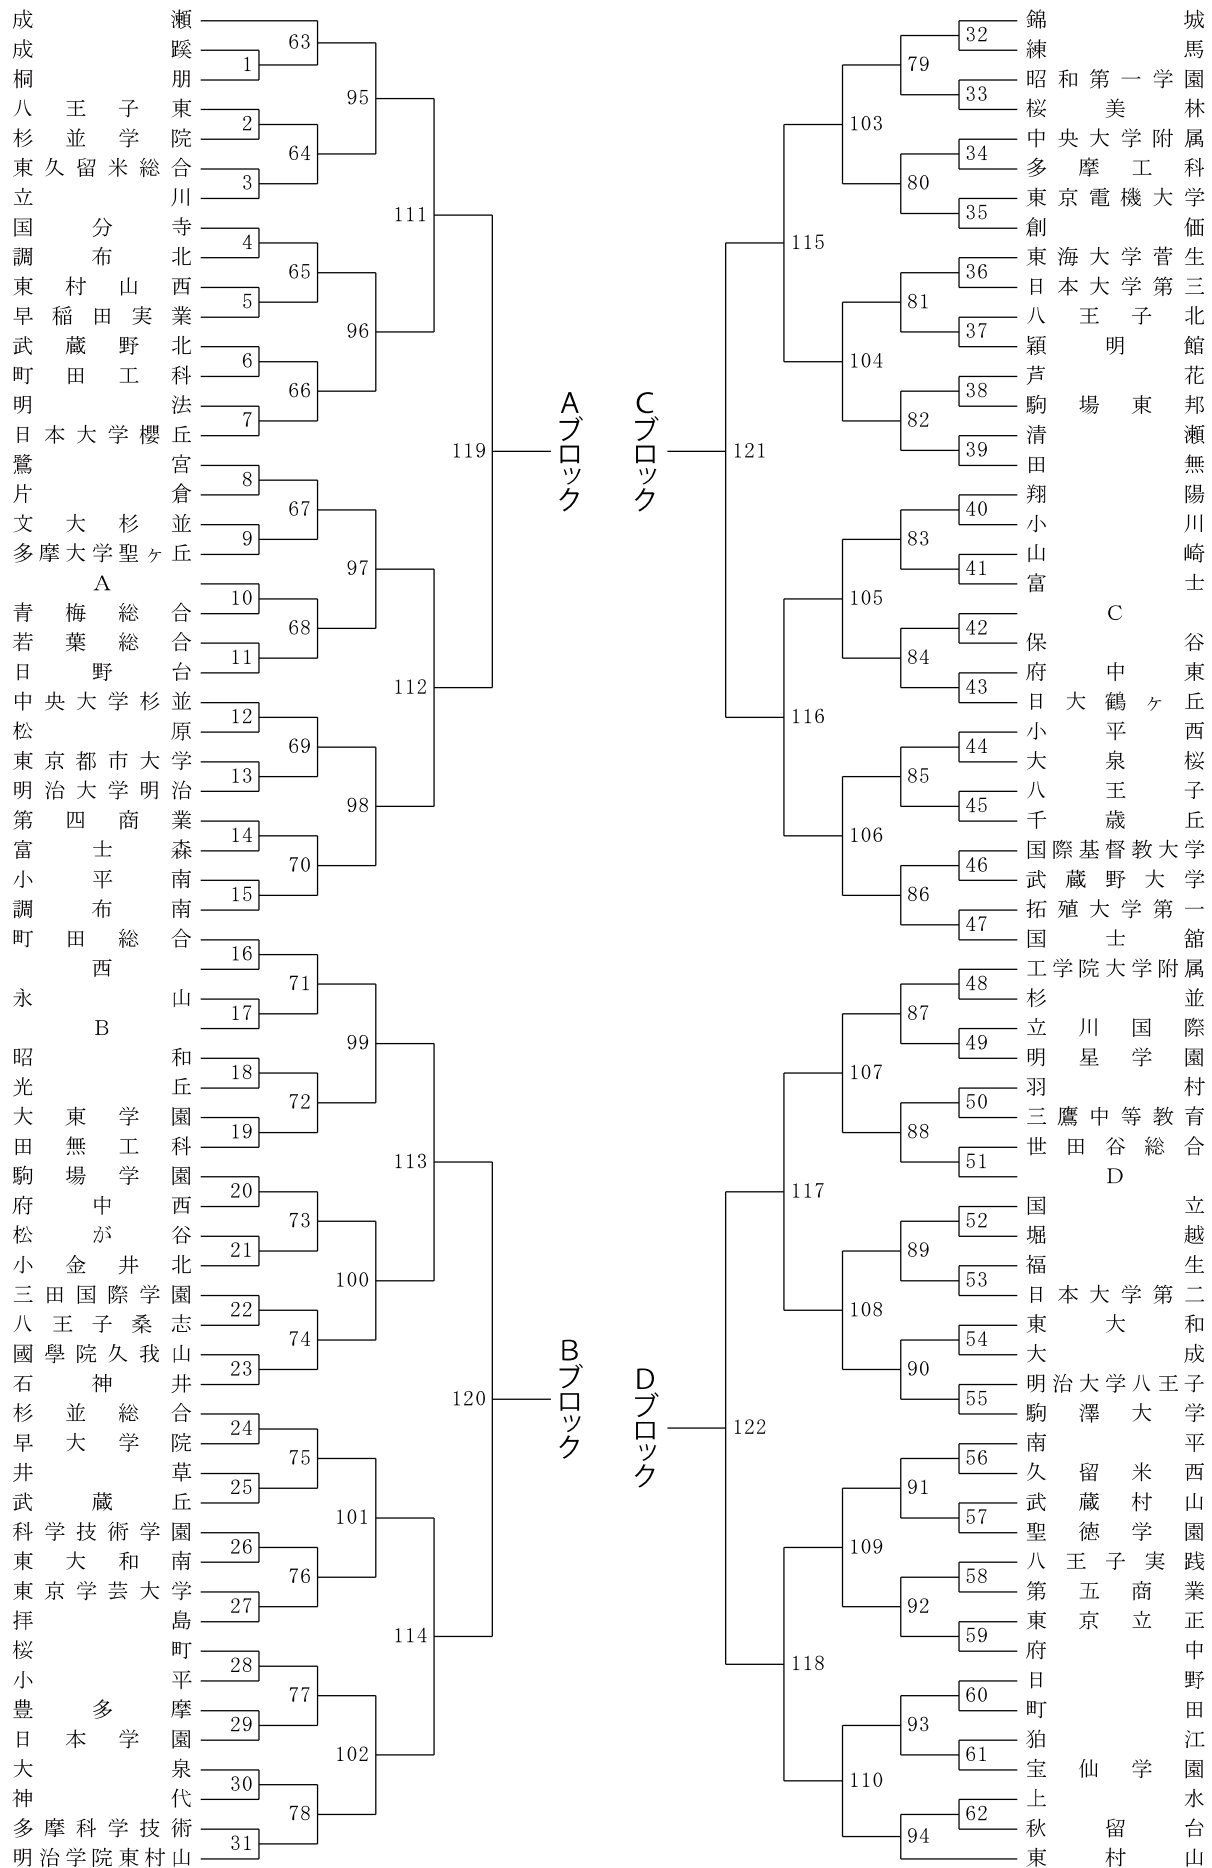 成瀬
成蹊
桐朋
八王子東
杉並学院
東久留米総合
立川
国分寺
調布北
東村山西
早稲田実業
武蔵野北
町田工科
明法
日本大学櫻丘
鷺宮
片倉
文大杉並
多摩大学聖ヶ丘
A
青梅総合
若葉総合
日野台
中央大学杉並
松原
東京都市大学
明治大学明治
第四商業
富士森
小平南
調布南
町田総合
西
永山
B
昭和
光丘
大東学園
田無工科
駒場学園
府中西
松が谷
小金井北
三田国際学園
八王子桑志
國學院久我山
石神井
杉並総合
早大学院
井草
武蔵丘
科学技術学園
東大和南
東京学芸大学
拝島
桜町
小平
豊多摩
日本学園
大泉
神代
多摩科学技術
明治学院東村山
1
2
3
4
5
6
7
8
9
10
11
12
13
14
15
16
17
18
19
20
21
22
23
24
25
26
27
28
29
30
31
63
64
65
66
67
68
69
70
71
72
73
74
75
76
77
78
95
96
97
98
99
100
101
102
111
112
113
114
119
120
Aブロック
Bブロック
Cブロック
Dブロック
121
122
115
116
117
118
103
104
105
106
107
108
109
110
79
80
81
82
83
84
85
86
87
88
89
90
91
92
93
94
32
33
34
35
36
37
38
39
40
41
42
43
44
45
46
47
48
49
50
51
52
53
54
55
56
57
58
59
60
61
62
錦城
練馬
昭和第一学園
桜美林
中央大学附属
多摩工科
東京電機大学
創価
東海大学菅生
日本大学第三
八王子北
穎明館
芦花
駒場東邦
清瀬
田無
翔陽
小川
山崎
富士
C
保谷
府中東
日大鶴ヶ丘
小平西
大泉桜
八王子
千歳丘
国際基督教大学
武蔵野大学
拓殖大学第一
国士舘
工学院大学附属
杉並
立川国際
明星学園
羽村
三鷹中等教育
世田谷総合
D
国立
堀越
福生
日本大学第二
東大和
大成
明治大学八王子
駒澤大学
南平
久留米西
武蔵村山
聖徳学園
八王子実践
第五商業
東京立正
府中
日野
町田
狛江
宝仙学園
上水
秋留台
東村山